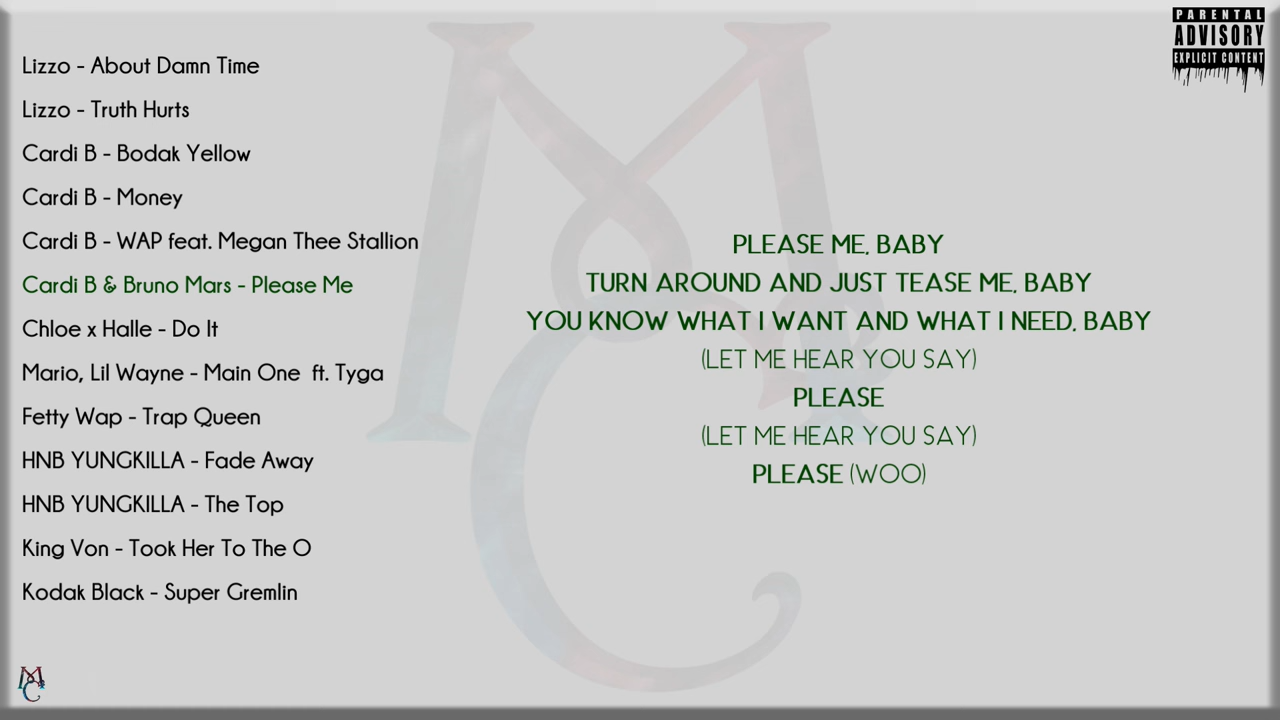 Lizzo - About Damn Time
Lizzo - Truth Hurts
Cardi B - Bodak Yellow
Cardi B - Money
Cardi B - WAP feat. Megan Thee Stallion
Cardi B & Bruno Mars - Please Me
Chloe x Halle - Do It
Mario, Lil Wayne - Main One ft. Tyga
Fetty Wap - Trap Queen
HNB YUNGKILLA - Fade Away
HNB YUNGKILLA - The Top
King Von - Took Her To The O
Kodak Black - Super Gremlin
PARENTAL
ADVISORY
EXPLICIT CONTENT
PLEASE ME, BABY
TURN AROUND AND JUST TEASE ME, BABY
YOU KNOW WHAT I WANT AND WHAT I NEED, BABY
(LET ME HEAR YOU SAY)
PLEASE
(LET ME HEAR YOU SAY)
PLEASE (WOO)
MC
MC